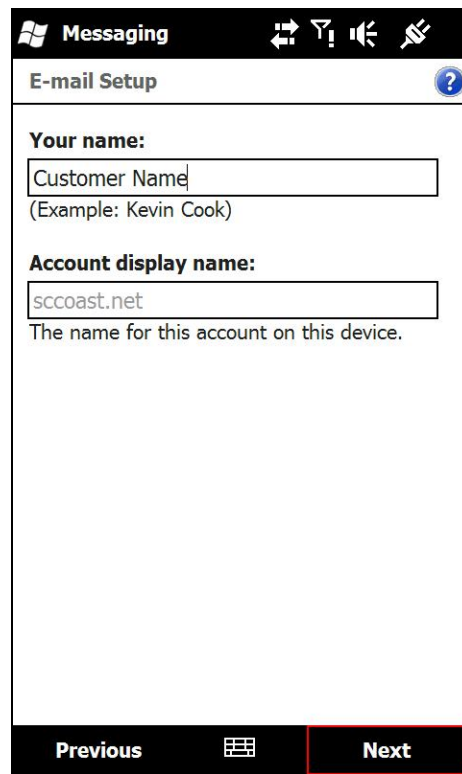 Messaging
E-mail Setup
?
Your name:
Customer Name
(Example: Kevin Cook)
Account display name:
sccoast.net
The name for this account on this device.
Previous Next